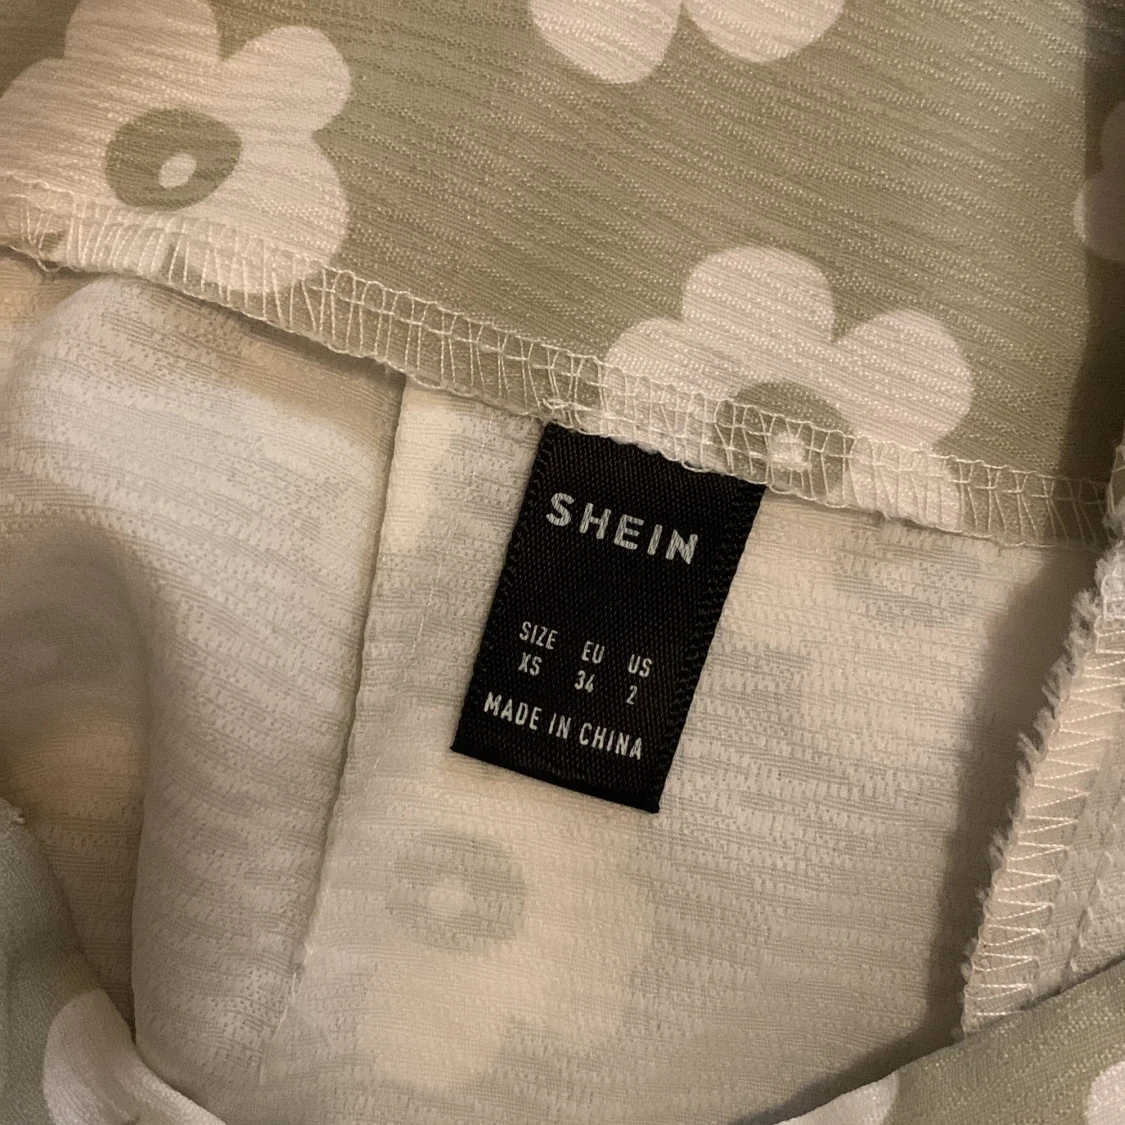 SHEIN
SIZE EU US
XS 34 2
MADE IN CHINA